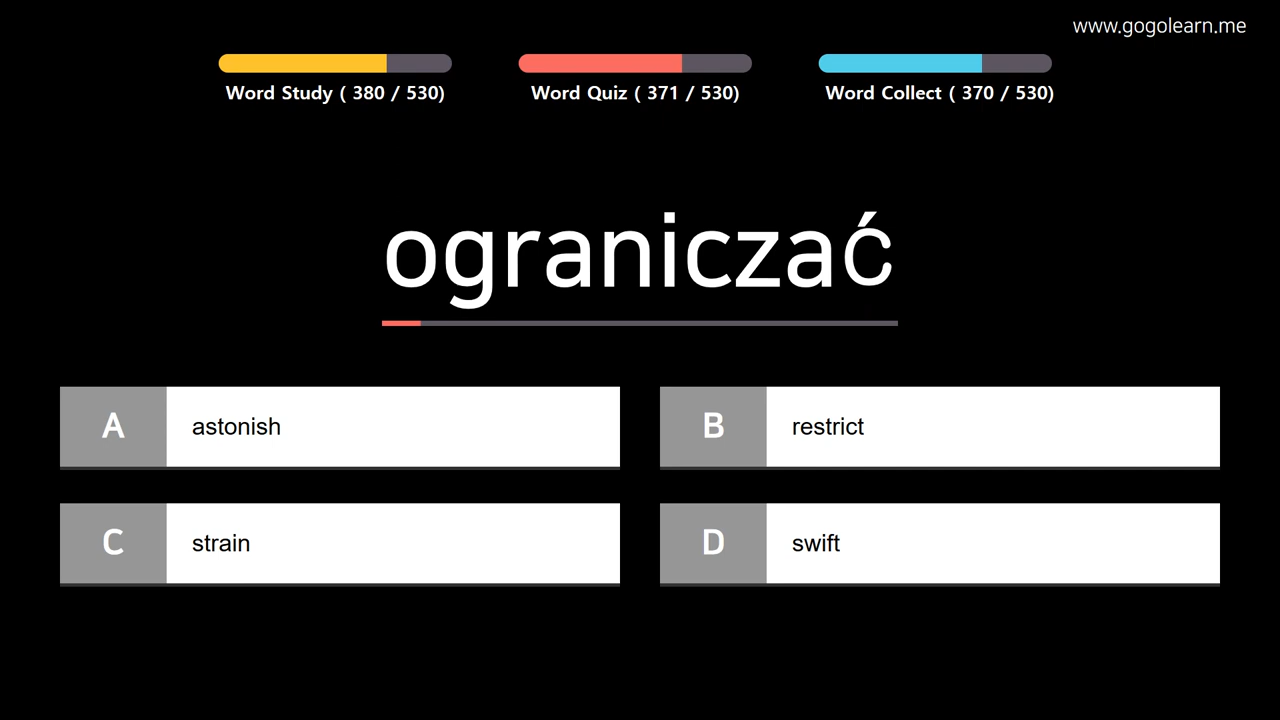 www.gogolearn.me
Word Study ( 380 / 530)
Word Quiz ( 371 / 530)
Word Collect ( 370 / 530)
ograniczać
A astonish
B restrict
C strain
D swift